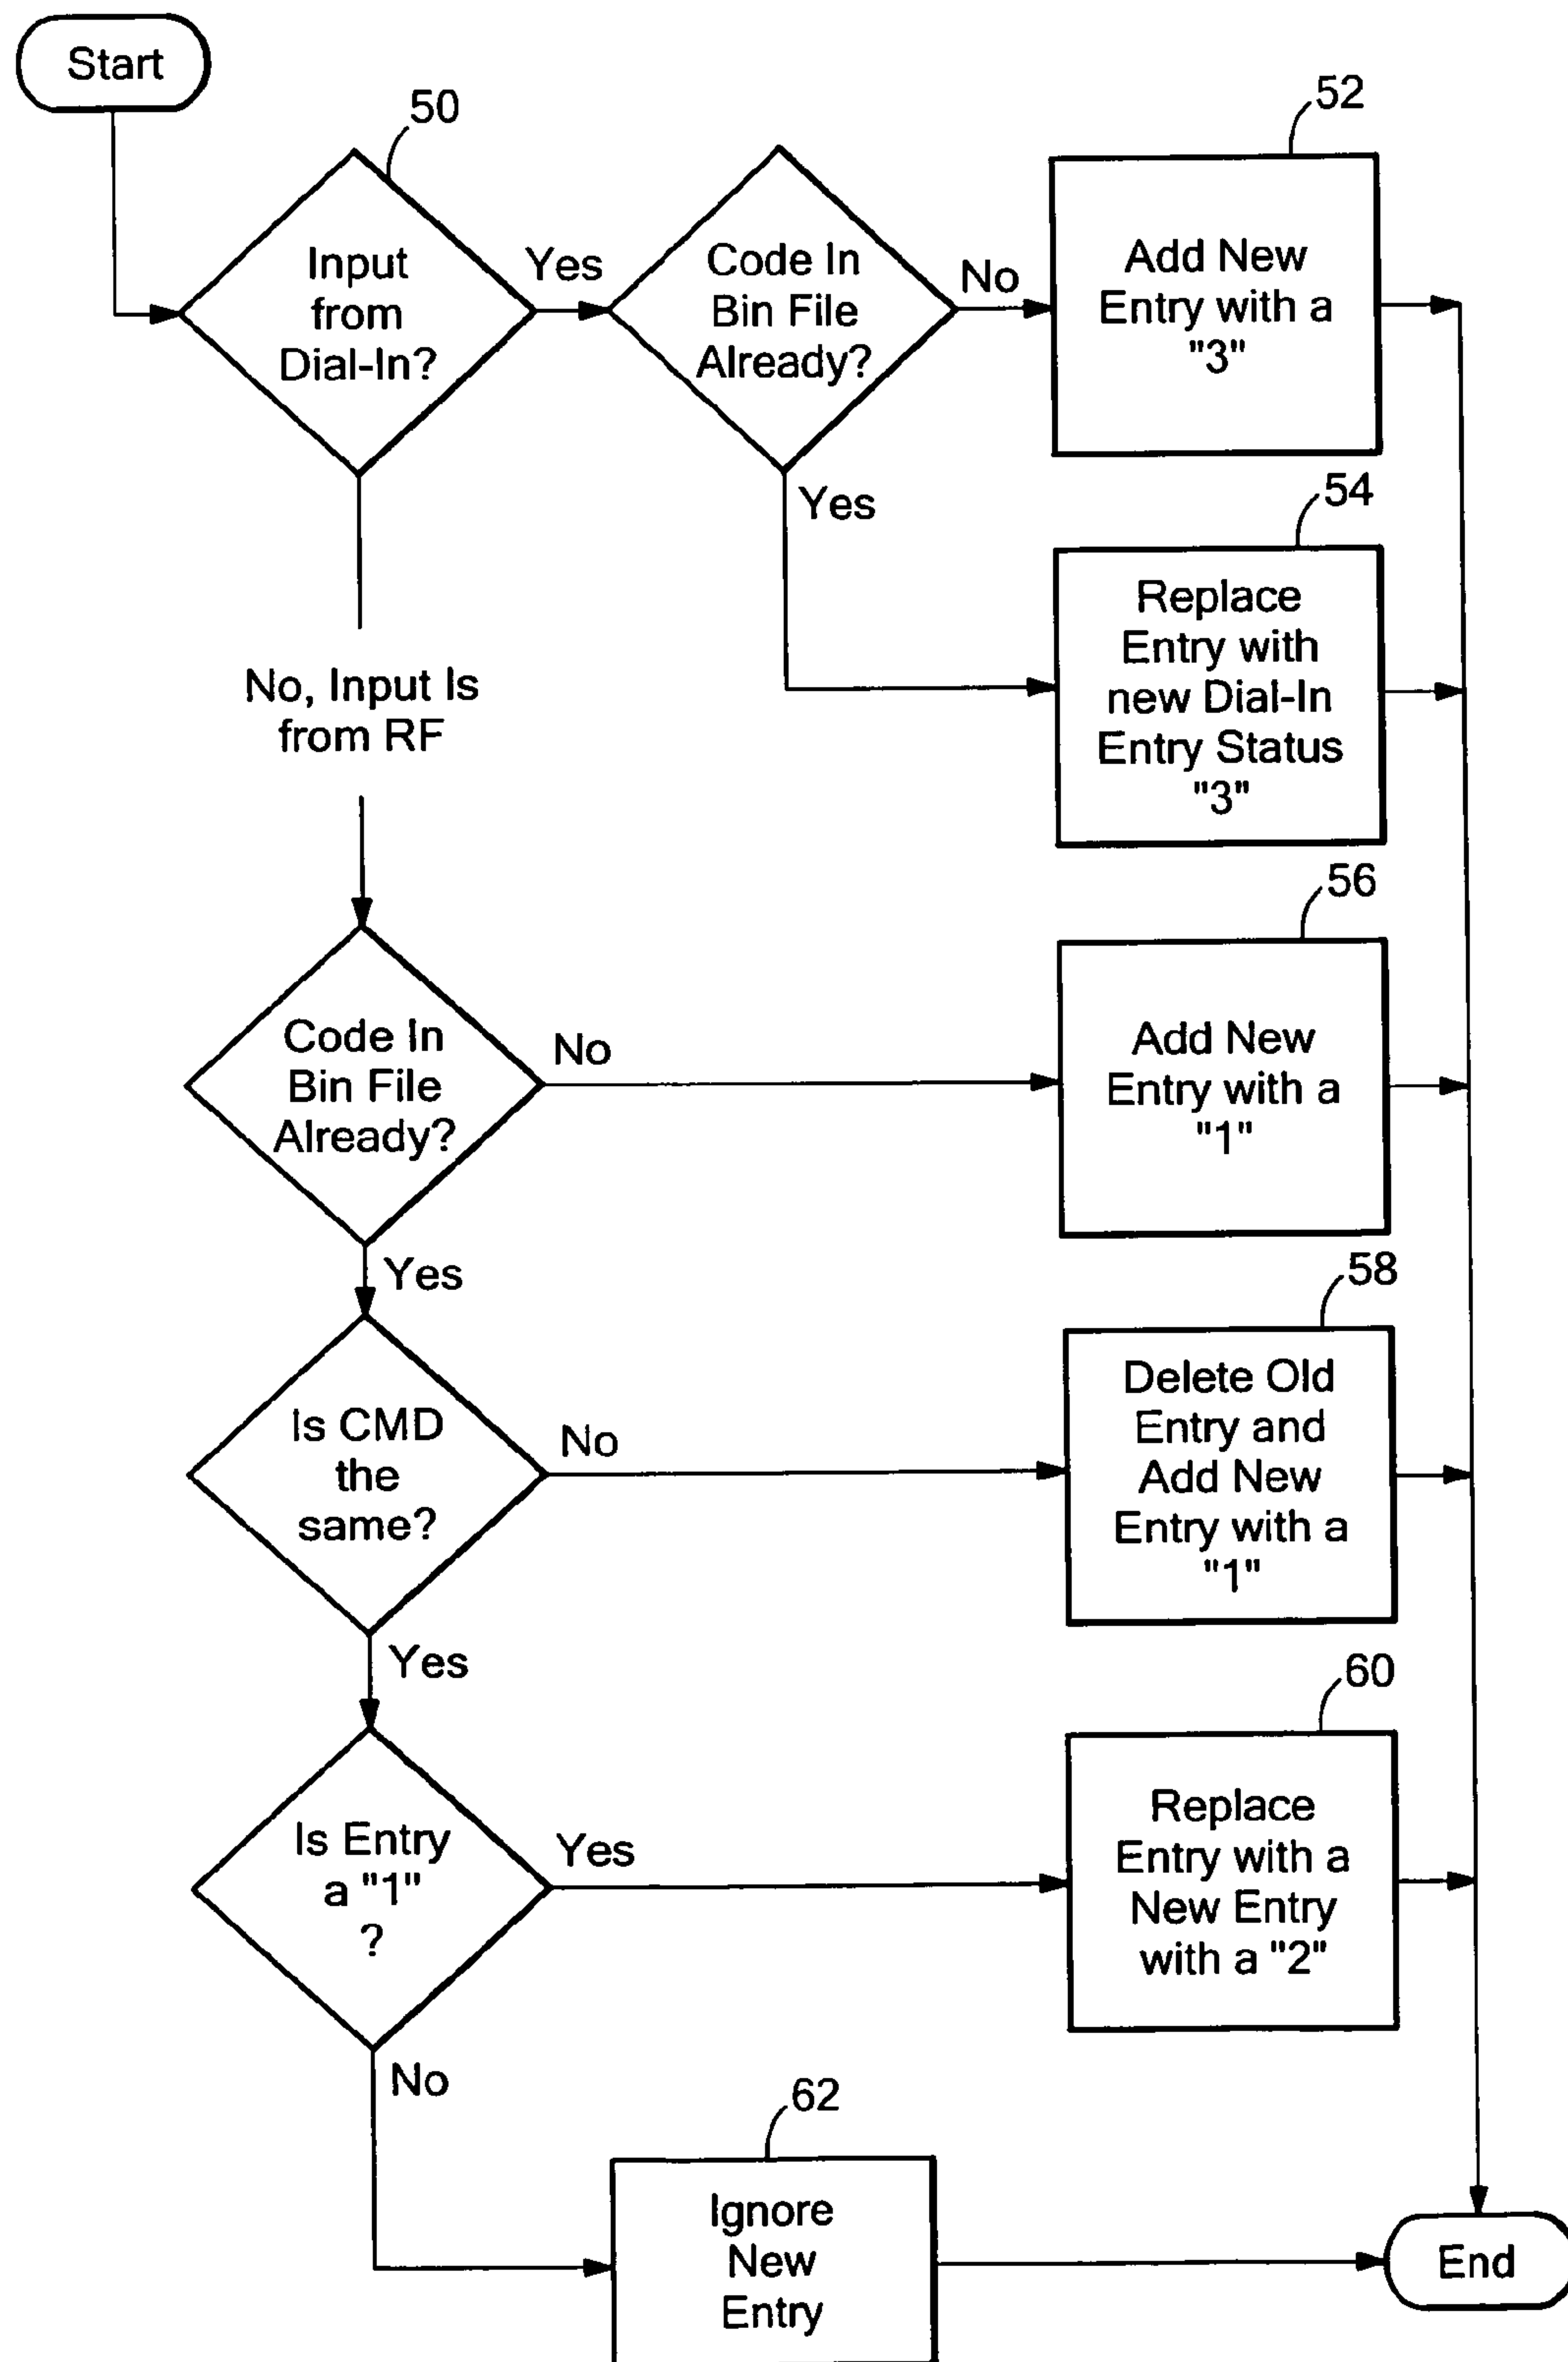 Start
50
52
Input
from
Dial-In?
Yes
Code In
Bin File
Already?
No
Add New
Entry with a
"3"
Yes
54
Replace
Entry with
new Dial-In
Entry Status
"3"
No, Input Is
from RF
56
Code In
Bin File
Already?
No
Add New
Entry with a
"1"
Yes
58
Is CMD
the
same?
No
Delete Old
Entry and
Add New
Entry with a
"1"
Yes
60
Is Entry
a "1"
?
Yes
Replace
Entry with a
New Entry
with a "2"
No
62
Ignore
New
Entry
End